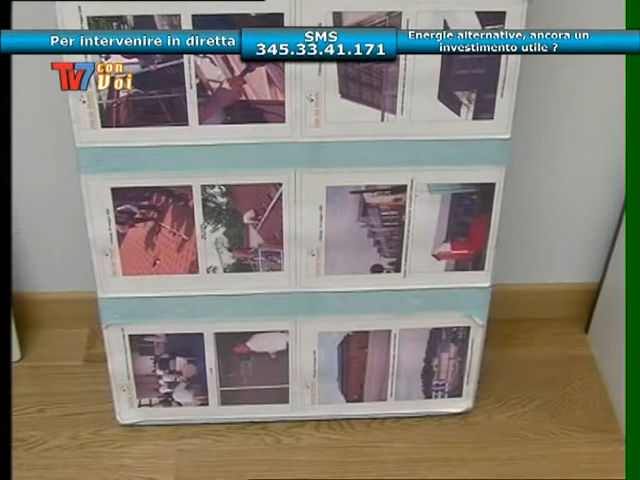 Per intervenire in diretta
SMS
345.33.41.171
Energie alternative, ancora un
investimento utile ?
TV7 con
Voi